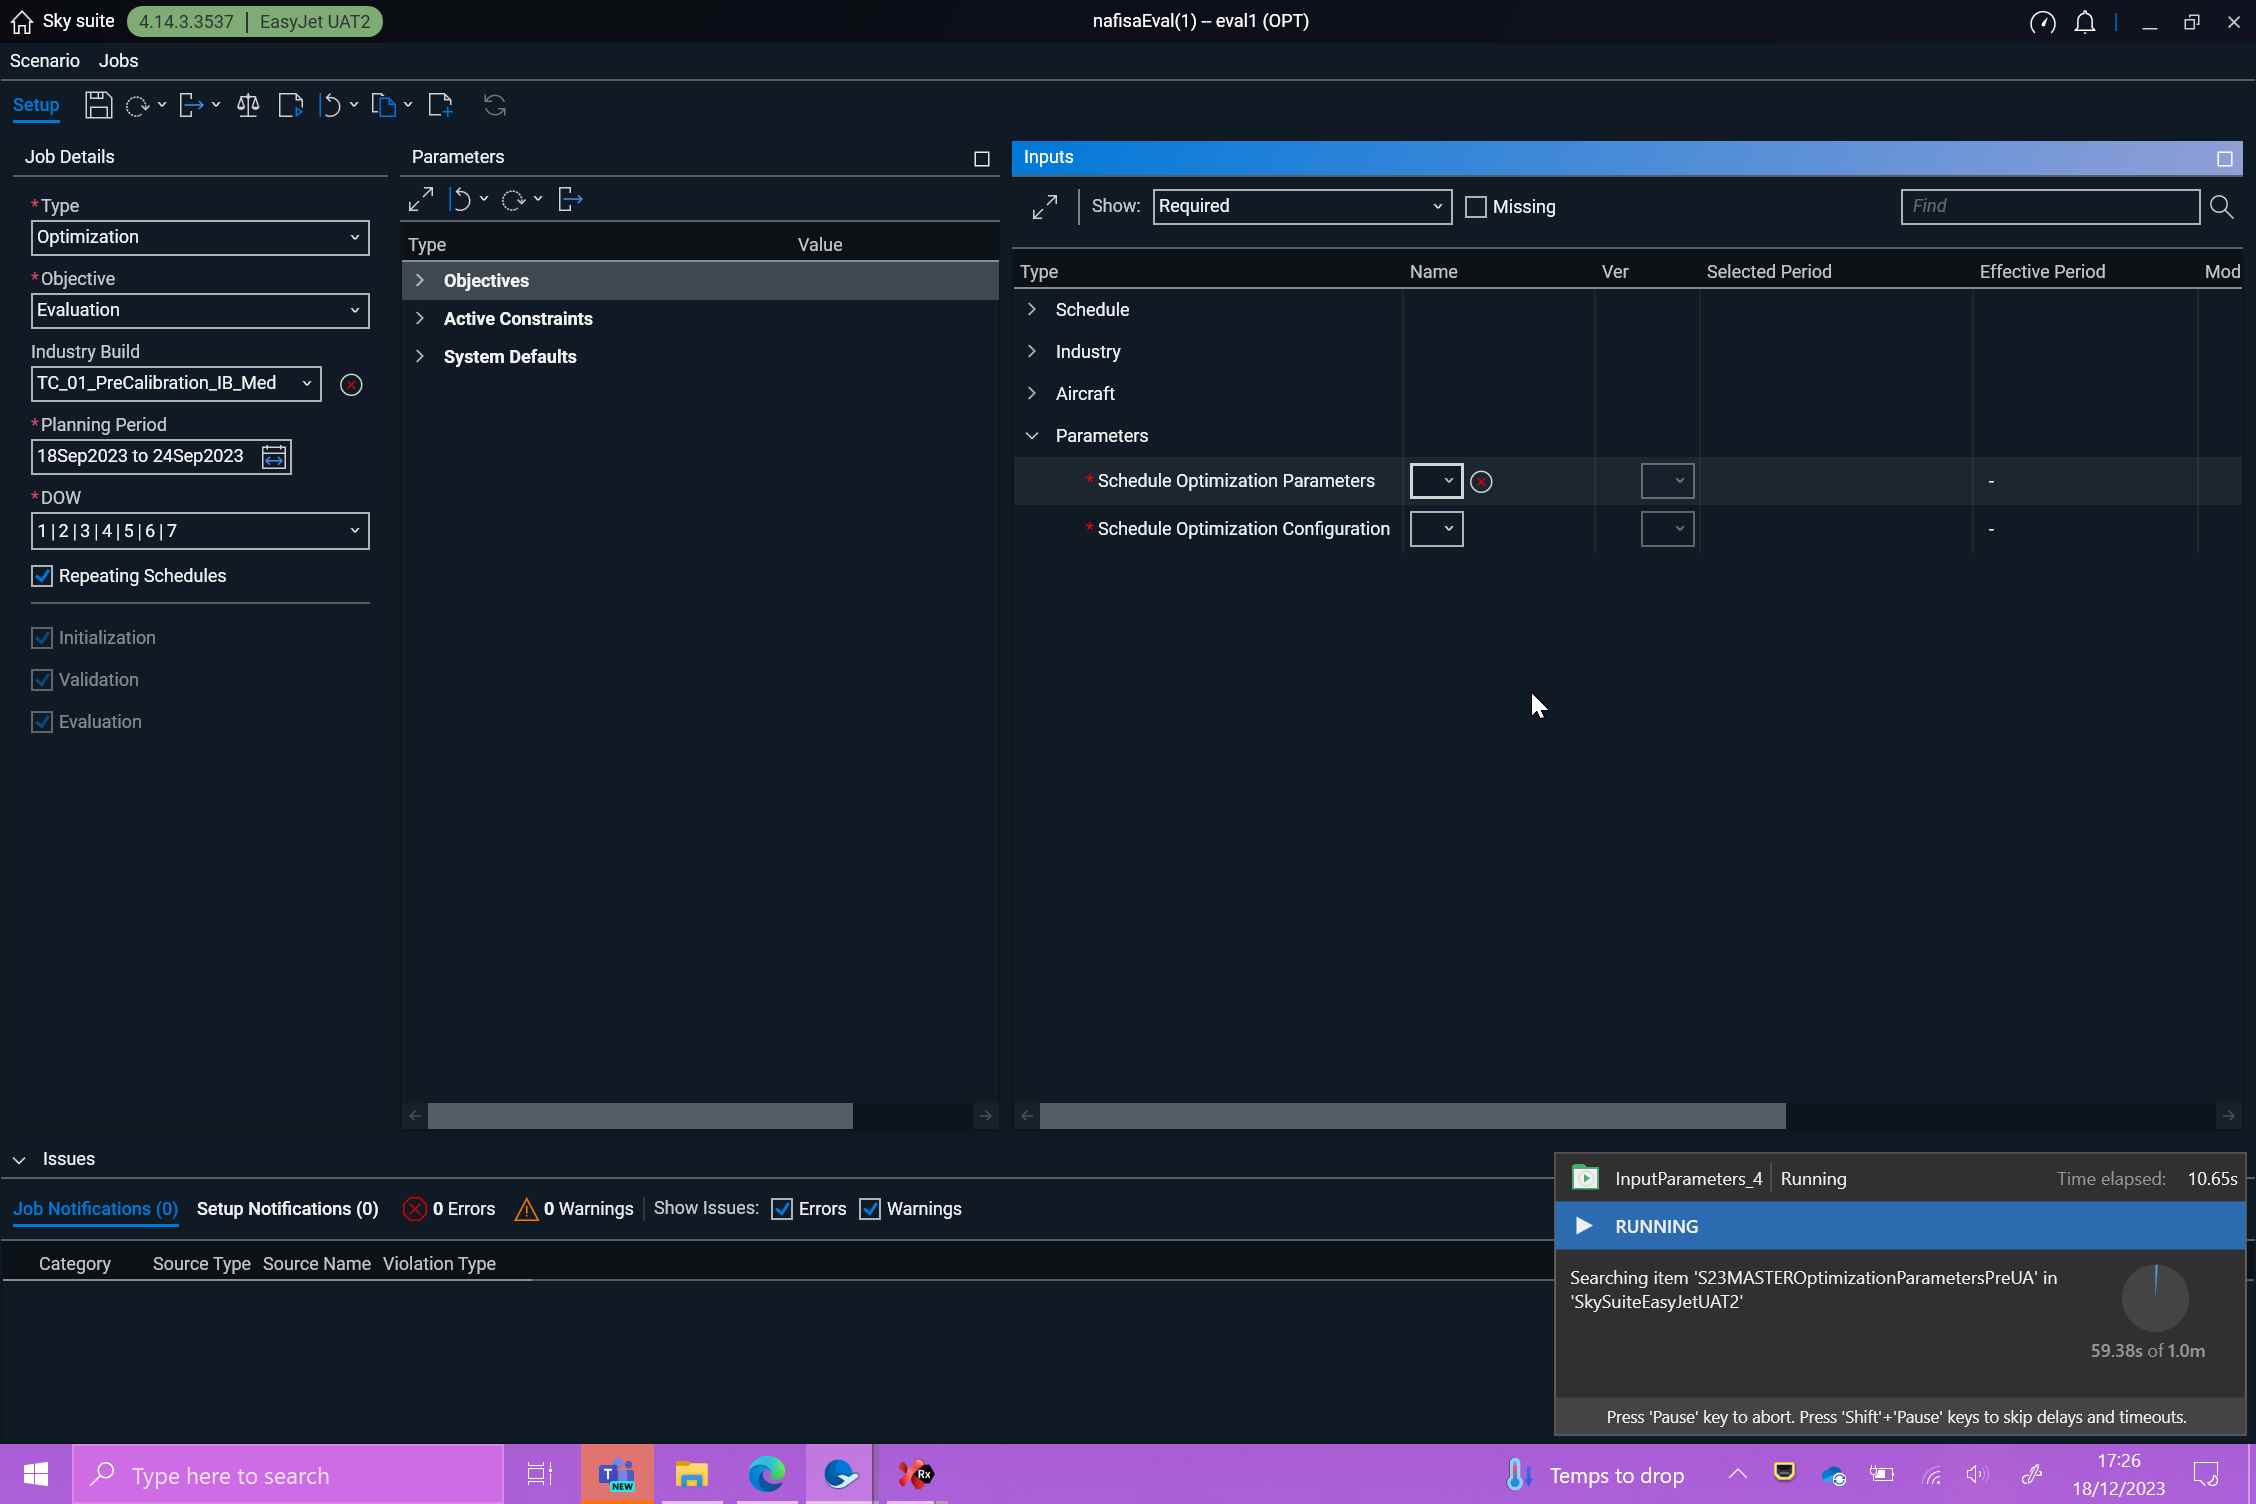 Sky suite 4.14.3.3537 | EasyJet UAT2 nafisaEval(1) -- eval1 (OPT)
Scenario Jobs
Setup
Job Details
*Type
Optimization
*Objective
Evaluation
Industry Build
TC_01_PreCalibration_IB_Med
*Planning Period
18Sep2023 to 24Sep2023
*DOW
1|2|3|4|5|6|7
Repeating Schedules
Initialization
Validation
Evaluation
Parameters
Type Value
Objectives
Active Constraints
System Defaults
Inputs
Show: Required Missing Find
Type Name Ver Selected Period Effective Period Mod
Schedule
Industry
Aircraft
Parameters
* Schedule Optimization Parameters -
* Schedule Optimization Configuration -
Issues
Job Notifications (0) Setup Notifications (0) 0 Errors 0 Warnings Show Issues: Errors Warnings
Category Source Type Source Name Violation Type
InputParameters_4 Running Time elapsed: 10.65s
RUNNING
Searching item 'S23MASTEROptimizationParametersPreUA' in
'SkySuiteEasyJetUAT2'
59.38s of 1.0m
Press 'Pause' key to abort. Press 'Shift'+'Pause' keys to skip delays and timeouts.
Type here to search
T
NEW
Rx
Temps to drop
17:26
18/12/2023